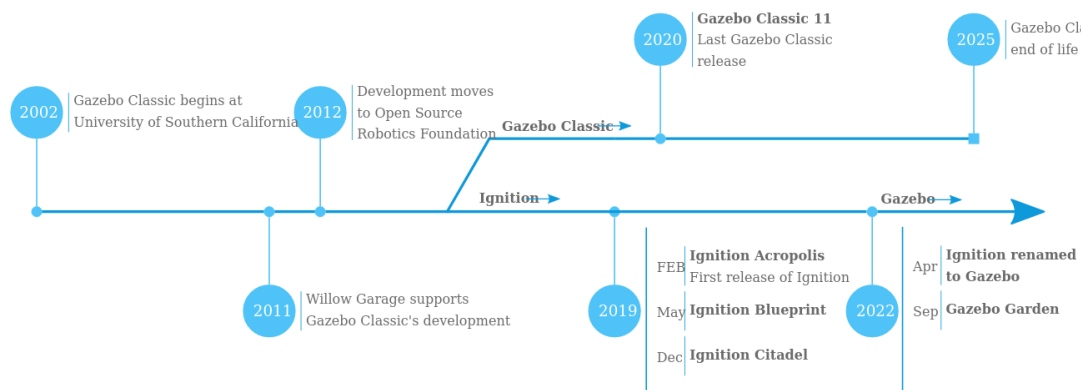 2002
Gazebo Classic begins at
University of Southern California
2012
Development moves
to Open Source
Robotics Foundation
2020
Gazebo Classic 11
Last Gazebo Classic
release
2025
Gazebo Cla
end of life
Gazebo Classic
Ignition
Gazebo
2011
Willow Garage supports
Gazebo Classic's development
2019
FEB
Ignition Acropolis
First release of Ignition
May
Ignition Blueprint
Dec
Ignition Citadel
2022
Apr
Ignition renamed
to Gazebo
Sep
Gazebo Garden